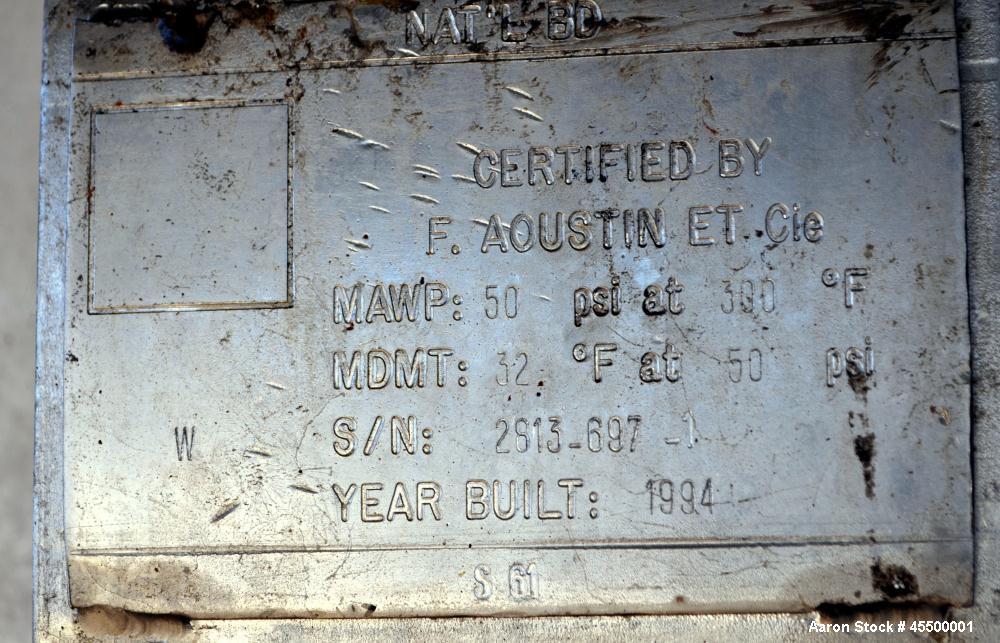 NAT'L BD
CERTIFIED BY
F. AOUSTIN ET.Cie
MAWP: 50 psi at 300 °F
MDMT: 32 °F at 50 psi
W
S/N: 2813-697-1
YEAR BUILT: 1994
S 61
Aaron Stock # 45500001